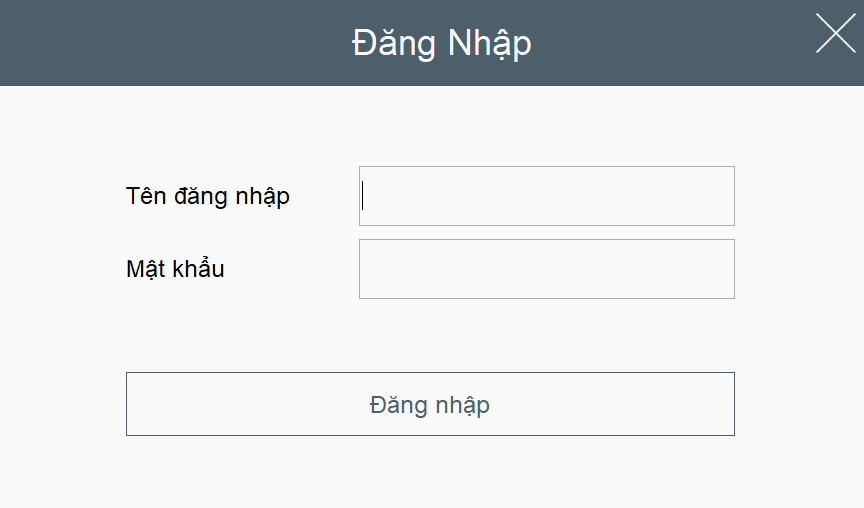 Đăng Nhập
Tên đăng nhập
Mật khẩu
Đăng nhập